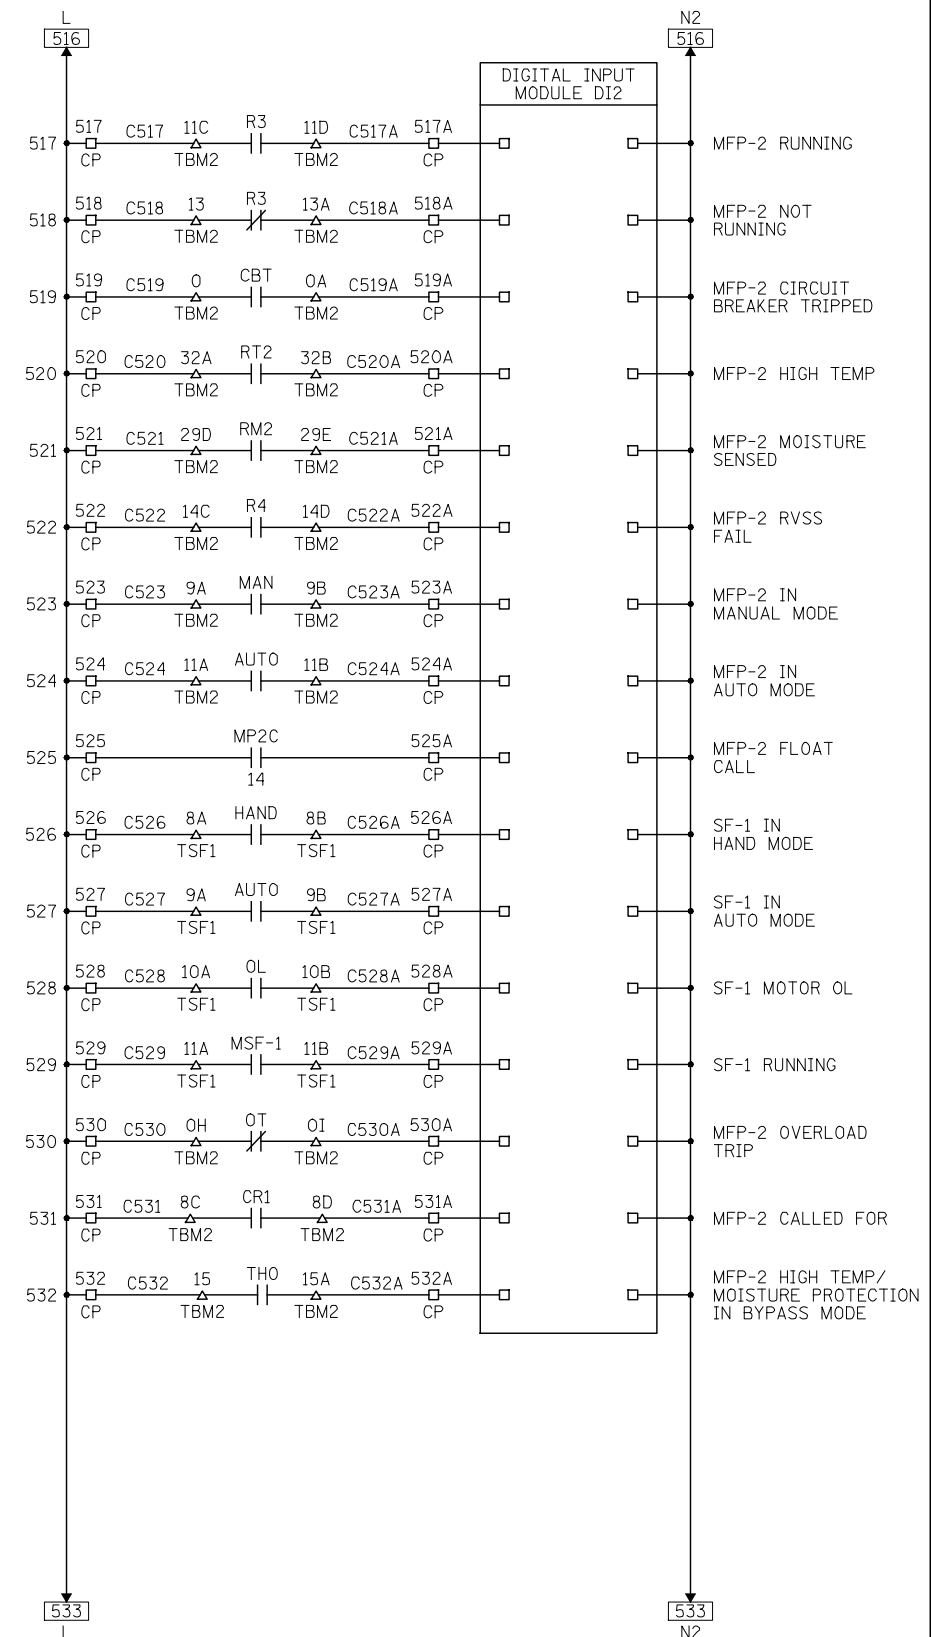 L
516
N2
516
DIGITAL INPUT
MODULE DI2
517 517 C517 11C R3 11D C517A 517A MFP-2 RUNNING
CP TBM2 TBM2 CP
518 518 C518 13 R3 13A C518A 518A MFP-2 NOT
RUNNING
CP TBM2 TBM2 CP
519 519 C519 0 CBT 0A C519A 519A MFP-2 CIRCUIT
BREAKER TRIPPED
CP TBM2 TBM2 CP
520 520 C520 32A RT2 32B C520A 520A MFP-2 HIGH TEMP
CP TBM2 TBM2 CP
521 521 C521 29D RM2 29E C521A 521A MFP-2 MOISTURE
SENSED
CP TBM2 TBM2 CP
522 522 C522 14C R4 14D C522A 522A MFP-2 RVSS
FAIL
CP TBM2 TBM2 CP
523 523 C523 9A MAN 9B C523A 523A MFP-2 IN
MANUAL MODE
CP TBM2 TBM2 CP
524 524 C524 11A AUTO 11B C524A 524A MFP-2 IN
AUTO MODE
CP TBM2 TBM2 CP
525 525 MP2C 525A MFP-2 FLOAT
CALL
CP 14 CP
526 526 C526 8A HAND 8B C526A 526A SF-1 IN
HAND MODE
CP TSF1 TSF1 CP
527 527 C527 9A AUTO 9B C527A 527A SF-1 IN
AUTO MODE
CP TSF1 TSF1 CP
528 528 C528 10A OL 10B C528A 528A SF-1 MOTOR OL
CP TSF1 TSF1 CP
529 529 C529 11A MSF-1 11B C529A 529A SF-1 RUNNING
CP TSF1 TSF1 CP
530 530 C530 0H OT 0I C530A 530A MFP-2 OVERLOAD
TRIP
CP TBM2 TBM2 CP
531 531 C531 8C CR1 8D C531A 531A MFP-2 CALLED FOR
CP TBM2 TBM2 CP
532 532 C532 15 THO 15A C532A 532A MFP-2 HIGH TEMP/
MOISTURE PROTECTION
IN BYPASS MODE
CP TBM2 TBM2 CP
533
L
533
N2